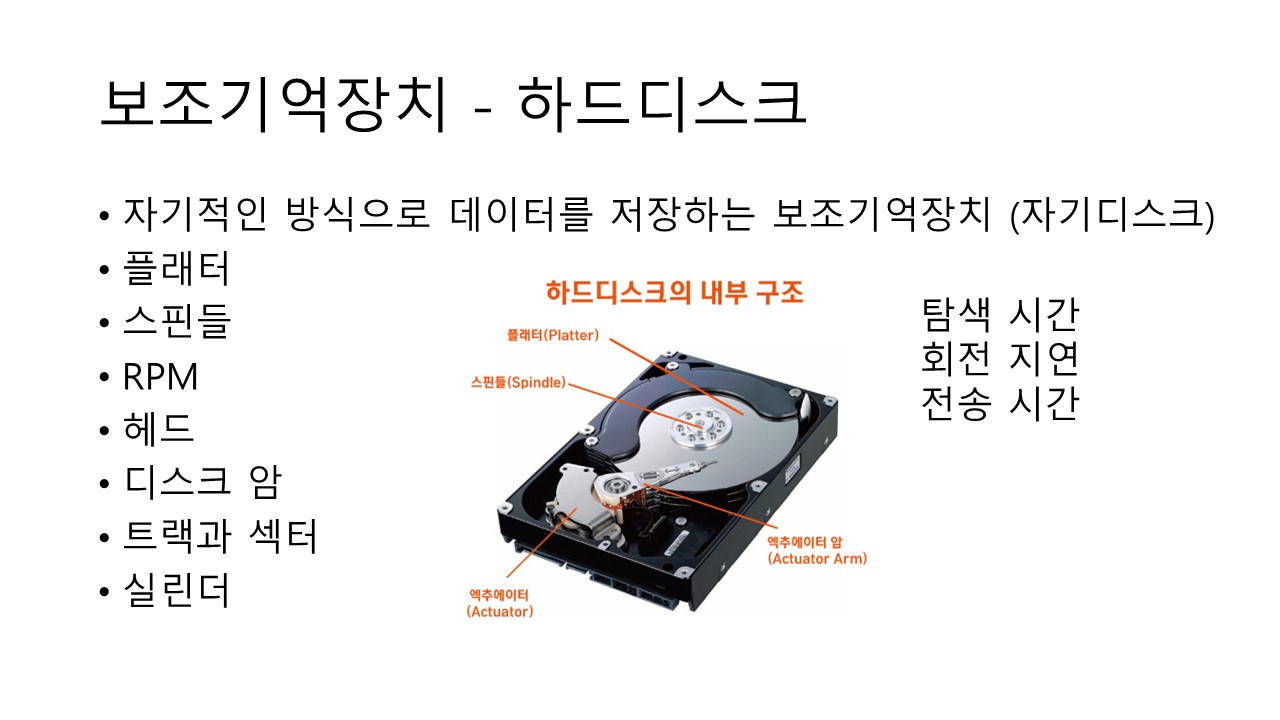 보조기억장치 - 하드디스크
• 자기적인 방식으로 데이터를 저장하는 보조기억장치 (자기디스크)
• 플래터
• 스핀들
• RPM
• 헤드
• 디스크 암
• 트랙과 섹터
• 실린더
하드디스크의 내부 구조
플래터(Platter)
스핀들(Spindle)
엑추에이터 암
(Actuator Arm)
엑추에이터
(Actuator)
탐색 시간
회전 지연
전송 시간